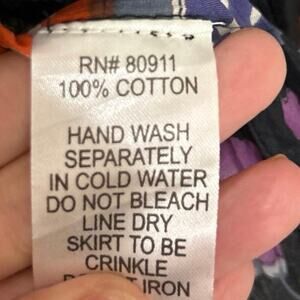 RN# 80911
100% COTTON
HAND WASH
SEPARATELY
IN COLD WATER
DO NOT BLEACH
LINE DRY
SKIRT TO BE
CRINKLE
IRON